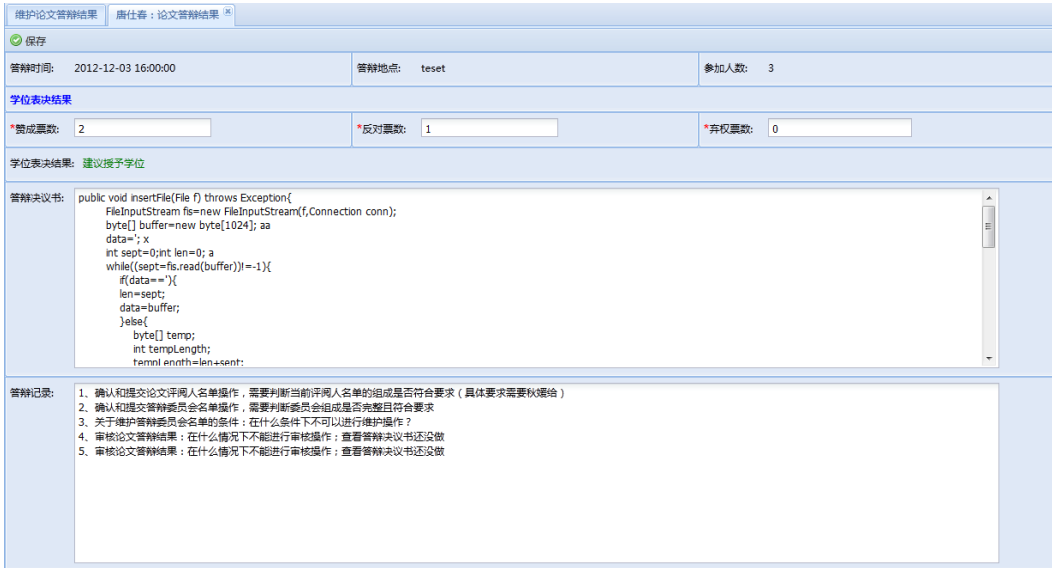 维护论文答辩结果 唐仕春：论文答辩结果
保存
答辩时间: 2012-12-03 16:00:00 答辩地点: teset 参加人数: 3
学位表决结果
*赞成票数: 2 *反对票数: 1 *弃权票数: 0
学位表决结果: 建议授予学位
答辩决议书: public void insertFile(File f) throws Exception{
FileInputStream fis=new FileInputStream(f,Connection conn);
byte[] buffer=new byte[1024]; aa
data=''; x
int sept=0;int len=0; a
while((sept=fis.read(buffer))!=-1){
if(data==''){
len=sept;
data=buffer;
}else{
byte[] temp;
int tempLength;
tempLength=len+sept;
答辩记录: 1、确认和提交论文评阅人名单操作，需要判断当前评阅人名单的组成是否符合要求（具体要求需要秋媛给）
2、确认和提交答辩委员会名单操作，需要判断委员会组成是否完整且符合要求
3、关于维护答辩委员会名单的条件：在什么条件下不可以进行维护操作？
4、审核论文答辩结果：在什么情况下不能进行审核操作；查看答辩决议书还没做
5、审核论文答辩结果：在什么情况下不能进行审核操作；查看答辩决议书还没做